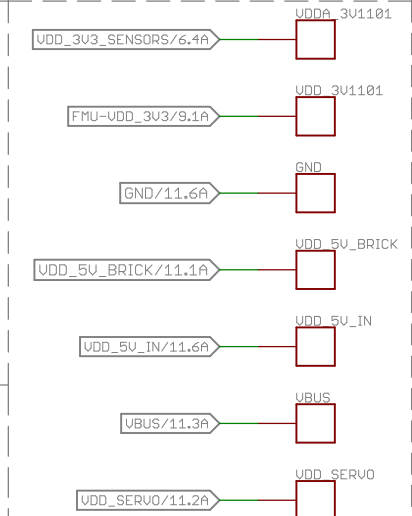 VDDA_3V1101
VDD_3V3_SENSORS/6.4A
VDD_3V1101
FMU-VDD_3V3/9.1A
GND
GND/11.6A
VDD_5V_BRICK
VDD_5V_BRICK/11.1A
VDD_5V_IN
VDD_5V_IN/11.6A
VBUS
VBUS/11.3A
VDD_SERVO
VDD_SERVO/11.2A